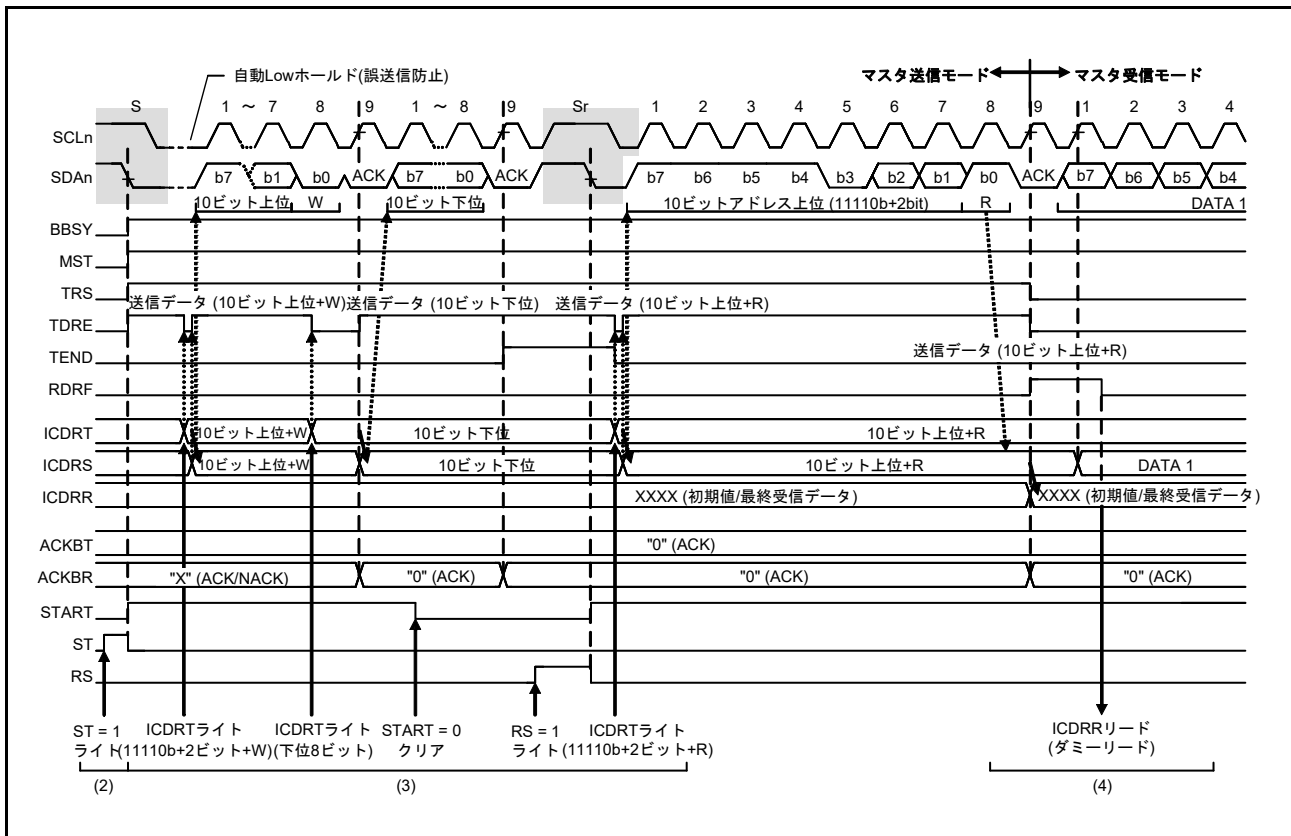 自動Lowホールド(誤送信防止)
マスタ送信モード マスタ受信モード
S 1 ～ 7 8 9 1 ～ 8 9 Sr 1 2 3 4 5 6 7 8 9 1 2 3 4
SCLn
SDAn b7 b1 b0 ACK b7 b0 ACK b7 b6 b5 b4 b3 b2 b1 b0 ACK b7 b6 b5 b4
10ビット上位 W 10ビット下位 10ビットアドレス上位 (11110b+2bit) R DATA 1
BBSY
MST
TRS
送信データ (10ビット上位+W) 送信データ (10ビット下位) 送信データ (10ビット上位+R)
TDRE
TEND
送信データ (10ビット上位+R)
RDRF
ICDRT 10ビット上位+W 10ビット下位 10ビット上位+R
ICDRS 10ビット上位+W 10ビット下位 10ビット上位+R DATA 1
ICDRR XXXX (初期値/最終受信データ) XXXX (初期値/最終受信データ)
ACKBT "0" (ACK)
ACKBR "X" (ACK/NACK) "0" (ACK) "0" (ACK) "0" (ACK)
START
ST
RS
ST = 1 ICDRTライト ICDRTライト START = 0 RS = 1 ICDRTライト ICDRRリード
ライト (11110b+2ビット+W) (下位8ビット) クリア ライト (11110b+2ビット+R) (ダミーリード)
(2) (3) (4)